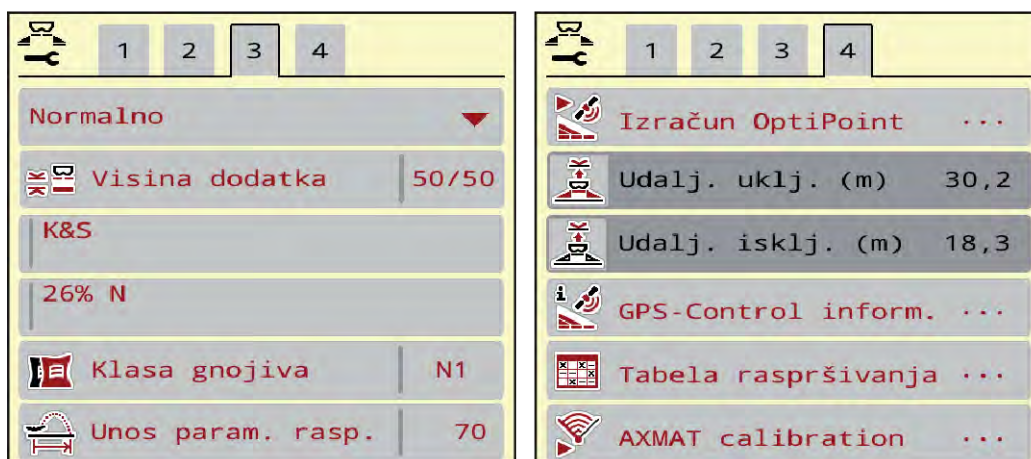 1 2 3 4
Normalno
Visina dodatka 50/50
K&S
26% N
Klasa gnojiva N1
Unos param. rasp. 70
1 2 3 4
Izračun OptiPoint ...
Udalj. uklj. (m) 30,2
Udalj. isklj. (m) 18,3
i
GPS-Control inform. ...
Tabela raspršivanja ...
AXMAT calibration ...